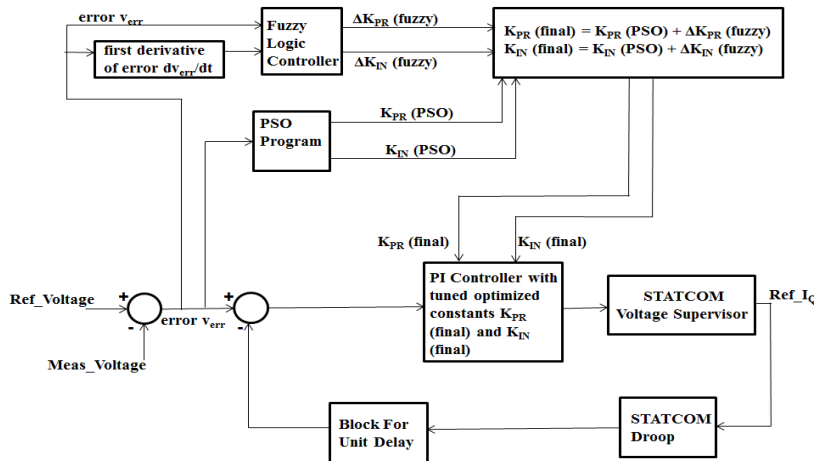 error v_err
first derivative
of error dv_err/dt
Fuzzy
Logic
Controller
ΔK_PR (fuzzy)
ΔK_IN (fuzzy)
K_PR (final) = K_PR (PSO) + ΔK_PR (fuzzy)
K_IN (final) = K_IN (PSO) + ΔK_IN (fuzzy)
PSO
Program
K_PR (PSO)
K_IN (PSO)
K_PR (final)
K_IN (final)
Ref_Voltage
+
-
Meas_Voltage
error v_err
+
-
PI Controller with
tuned optimized
constants K_PR
(final) and K_IN
(final)
STATCOM
Voltage Supervisor
Ref_I_Q
Block For
Unit Delay
STATCOM
Droop